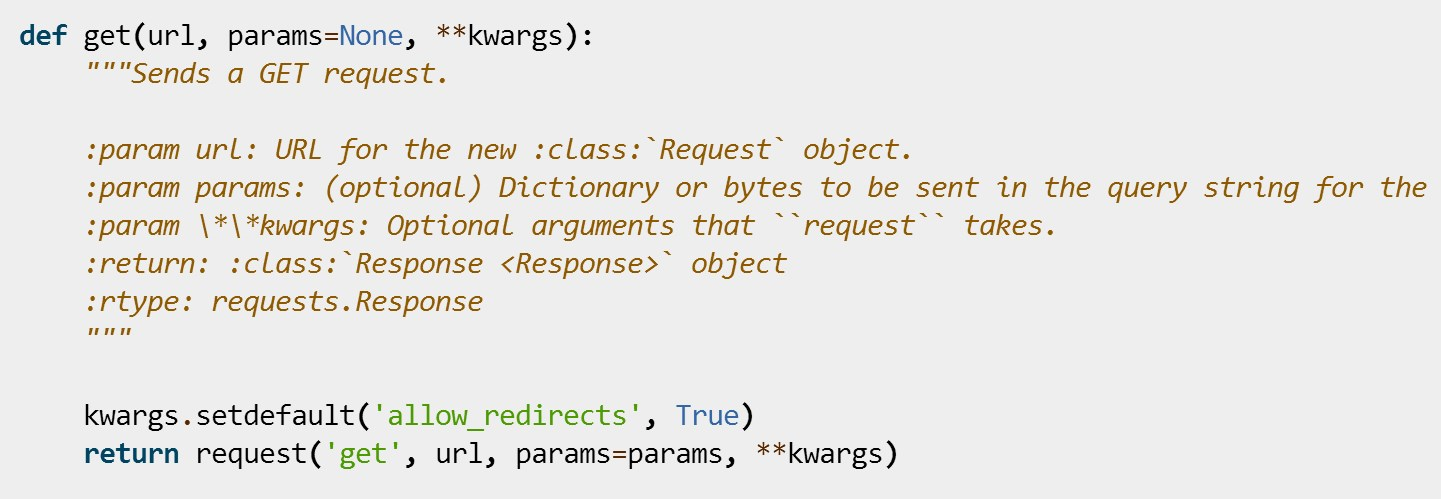 def get(url, params=None, **kwargs):
    """Sends a GET request.
    :param url: URL for the new :class:`Request` object.
    :param params: (optional) Dictionary or bytes to be sent in the query string for the
    :param \*\*kwargs: Optional arguments that ``request`` takes.
    :return: :class:`Response <Response>` object
    :rtype: requests.Response
    """
    kwargs.setdefault('allow_redirects', True)
    return request('get', url, params=params, **kwargs)